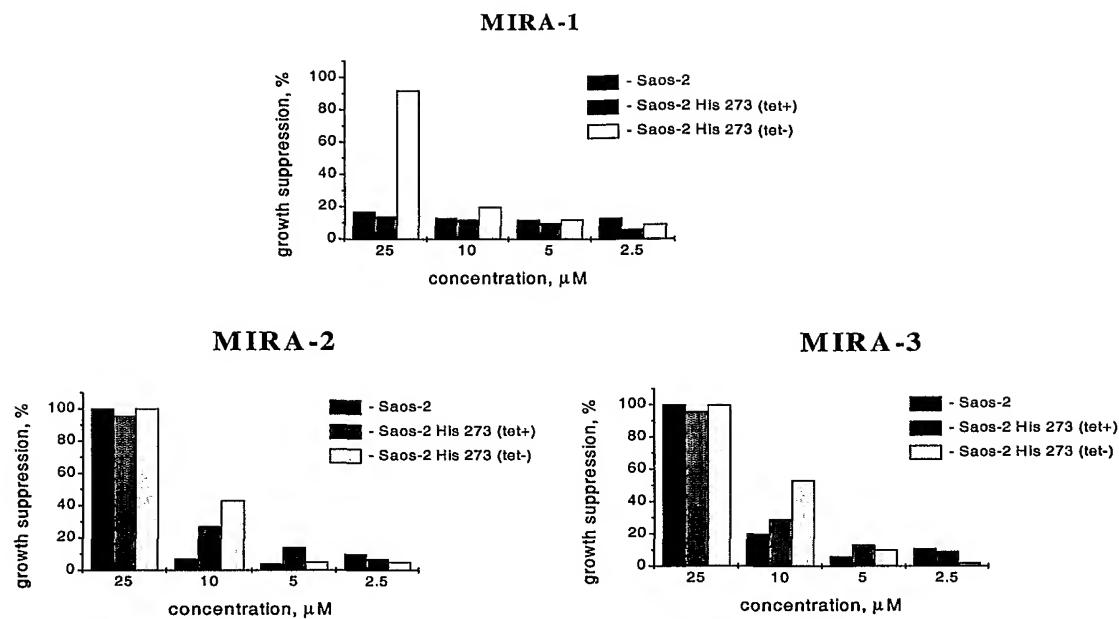 MIRA-1
growth suppression, %
100
80
60
40
20
0
25 10 5 2.5
concentration, μM
- Saos-2
- Saos-2 His 273 (tet+)
- Saos-2 His 273 (tet-)
MIRA-2
growth suppression, %
100
80
60
40
20
0
25 10 5 2.5
concentration, μM
- Saos-2
- Saos-2 His 273 (tet+)
- Saos-2 His 273 (tet-)
MIRA-3
growth suppression, %
100
80
60
40
20
0
25 10 5 2.5
concentration, μM
- Saos-2
- Saos-2 His 273 (tet+)
- Saos-2 His 273 (tet-)